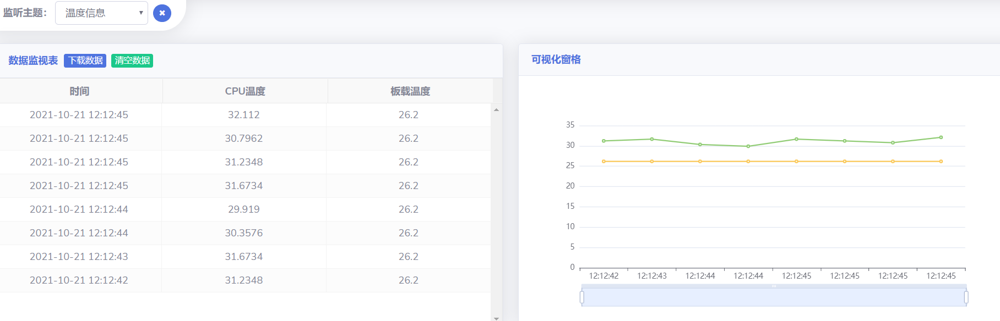 监听主题： 温度信息
数据监视表 下载数据 清空数据
时间 CPU温度 板载温度
2021-10-21 12:12:45 32.112 26.2
2021-10-21 12:12:45 30.7962 26.2
2021-10-21 12:12:45 31.2348 26.2
2021-10-21 12:12:45 31.6734 26.2
2021-10-21 12:12:44 29.919 26.2
2021-10-21 12:12:44 30.3576 26.2
2021-10-21 12:12:43 31.6734 26.2
2021-10-21 12:12:42 31.2348 26.2
可视化窗格
35
30
25
20
15
10
5
0
12:12:42 12:12:43 12:12:44 12:12:44 12:12:45 12:12:45 12:12:45 12:12:45